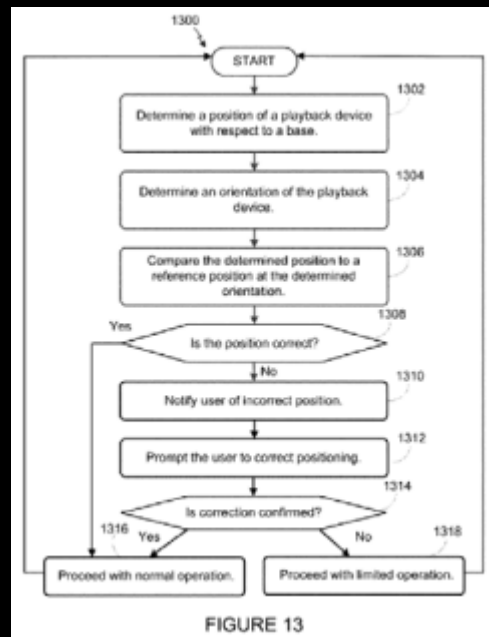 1300
START
1302
Determine a position of a playback device
with respect to a base.
1304
Determine an orientation of the playback
device.
1306
Compare the determined position to a
reference position at the determined
orientation.
1308
Yes
Is the position correct?
No
1310
Notify user of incorrect position.
1312
Prompt the user to correct positioning.
1314
Is correction confirmed?
1316
Yes
No
1318
Proceed with normal operation.
Proceed with limited operation.
FIGURE 13